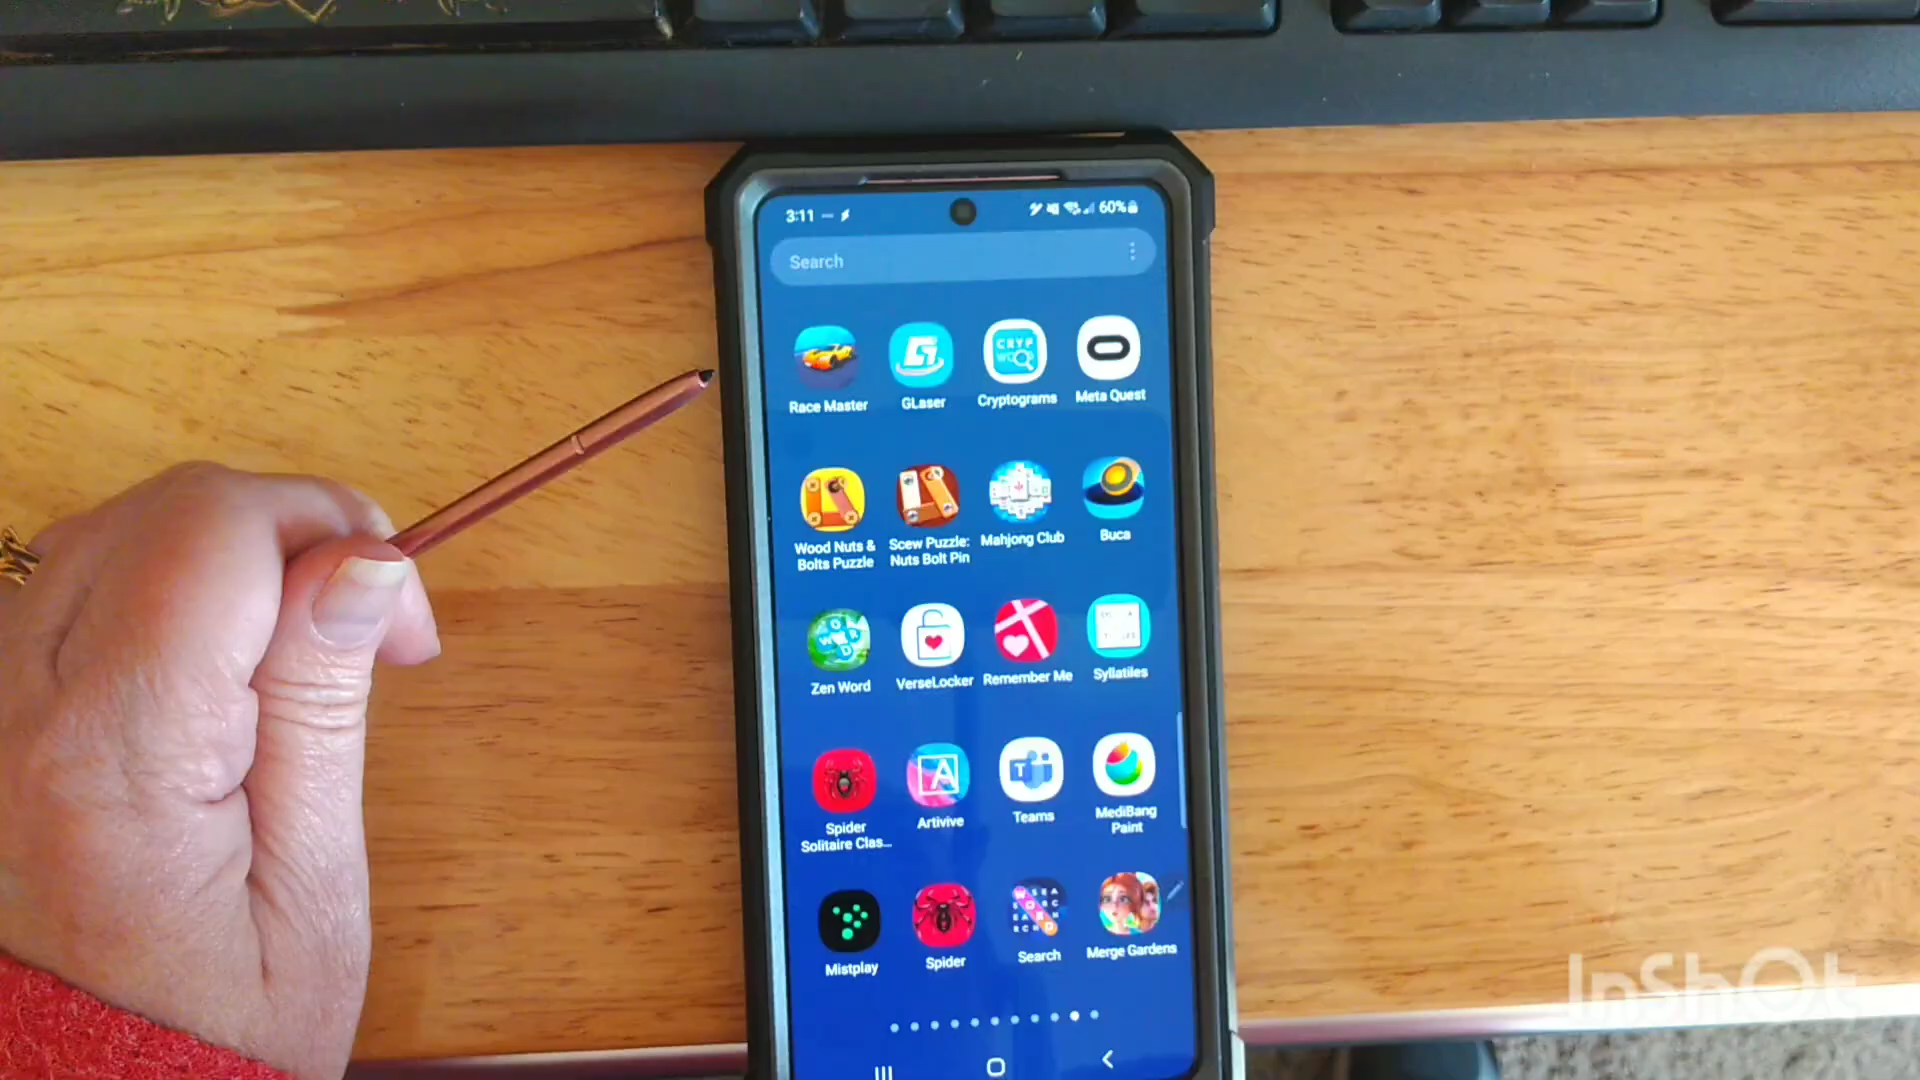 3:11
60%
Search
Race Master
GLaser
CRYP
Cryptograms
Meta Quest
Wood Nuts &
Bolts Puzzle
Scew Puzzle:
Nuts Bolt Pin
Mahjong Club
Buca
Zen Word
VerseLocker
Remember Me
Syllatiles
Spider
Solitaire Clas...
A
Artivive
T
Teams
MediBang
Paint
Mistplay
Spider
Search
Merge Gardens
InShOt